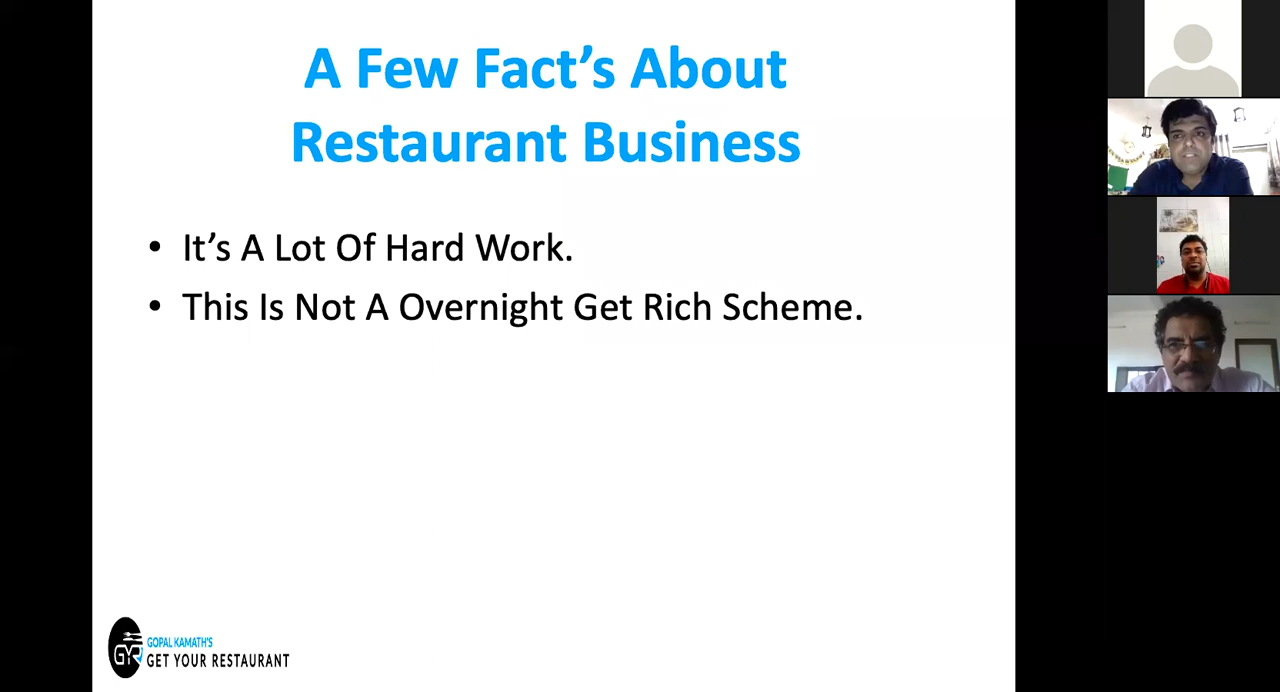 A Few Fact's About
Restaurant Business
• It's A Lot Of Hard Work.
• This Is Not A Overnight Get Rich Scheme.
GYR
GOPAL KAMATH'S
GET YOUR RESTAURANT